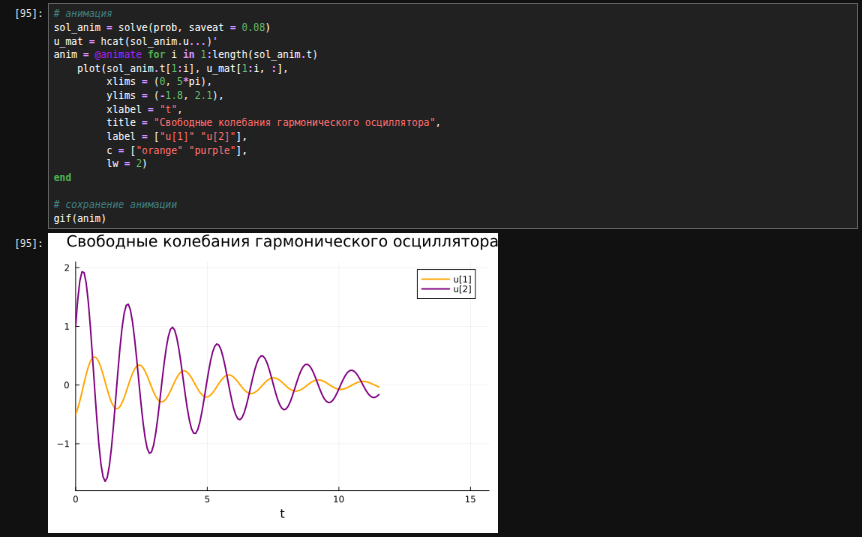 [95]: # анимация
sol_anim = solve(prob, saveat = 0.08)
u_mat = hcat(sol_anim.u...)'
anim = @animate for i in 1:length(sol_anim.t)
    plot(sol_anim.t[1:i], u_mat[1:i, :],
        xlims = (0, 5*pi),
        ylims = (-1.8, 2.1),
        xlabel = "t",
        title = "Свободные колебания гармонического осциллятора",
        label = ["u[1]" "u[2]"],
        c = ["orange" "purple"],
        lw = 2)
end
# сохранение анимации
gif(anim)
[95]:
Свободные колебания гармонического осциллятора
2
u[1]
u[2]
1
0
−1
0 5 10 15
t